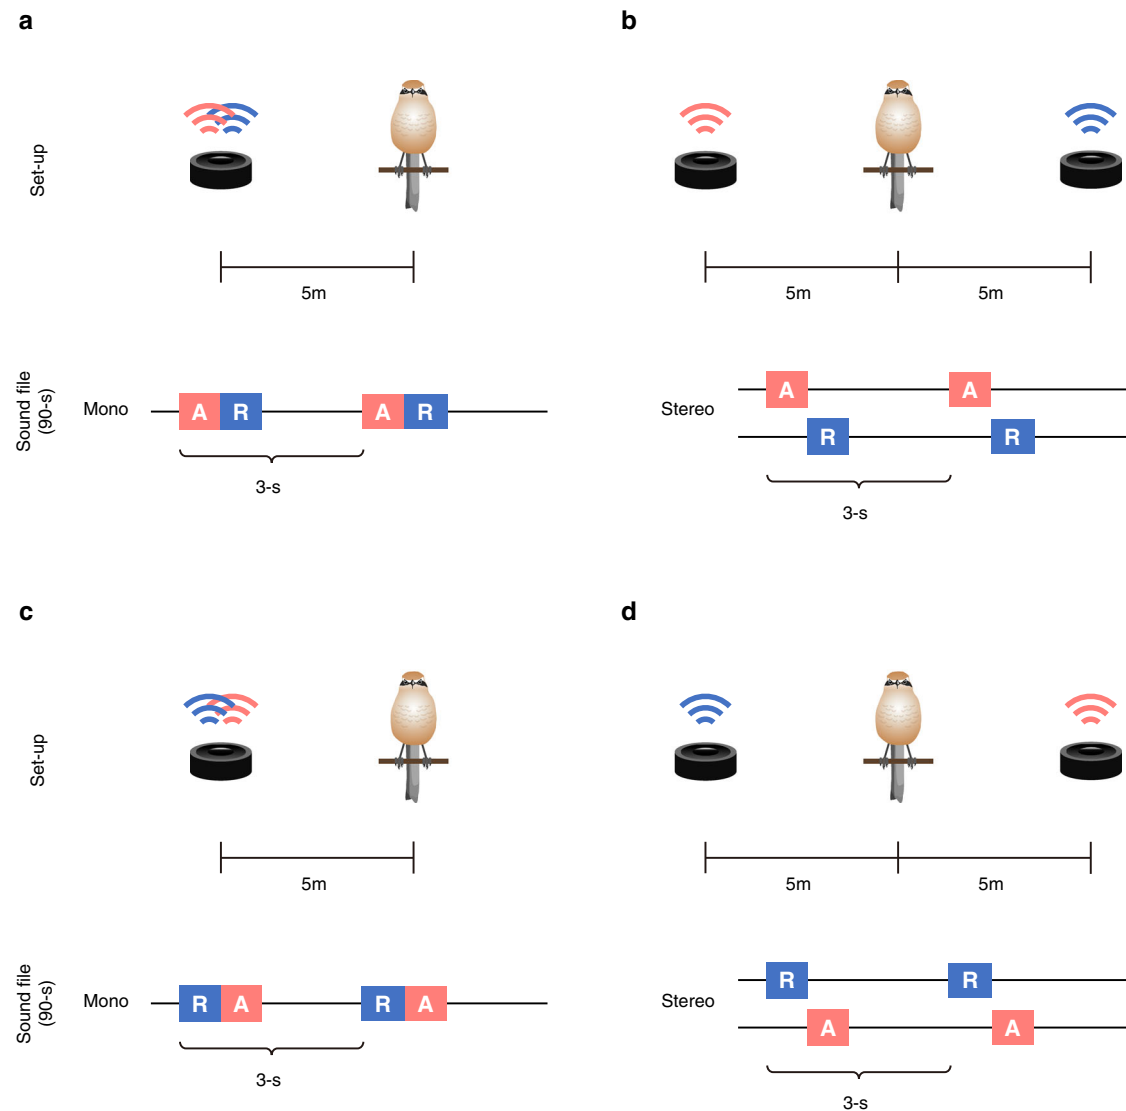 a
Set-up
5m
Sound file
(90-s)
Mono
A R A R
3-s
b
5m 5m
Stereo
A A
R R
3-s
c
Set-up
5m
Sound file
(90-s)
Mono
R A R A
3-s
d
5m 5m
Stereo
R R
A A
3-s